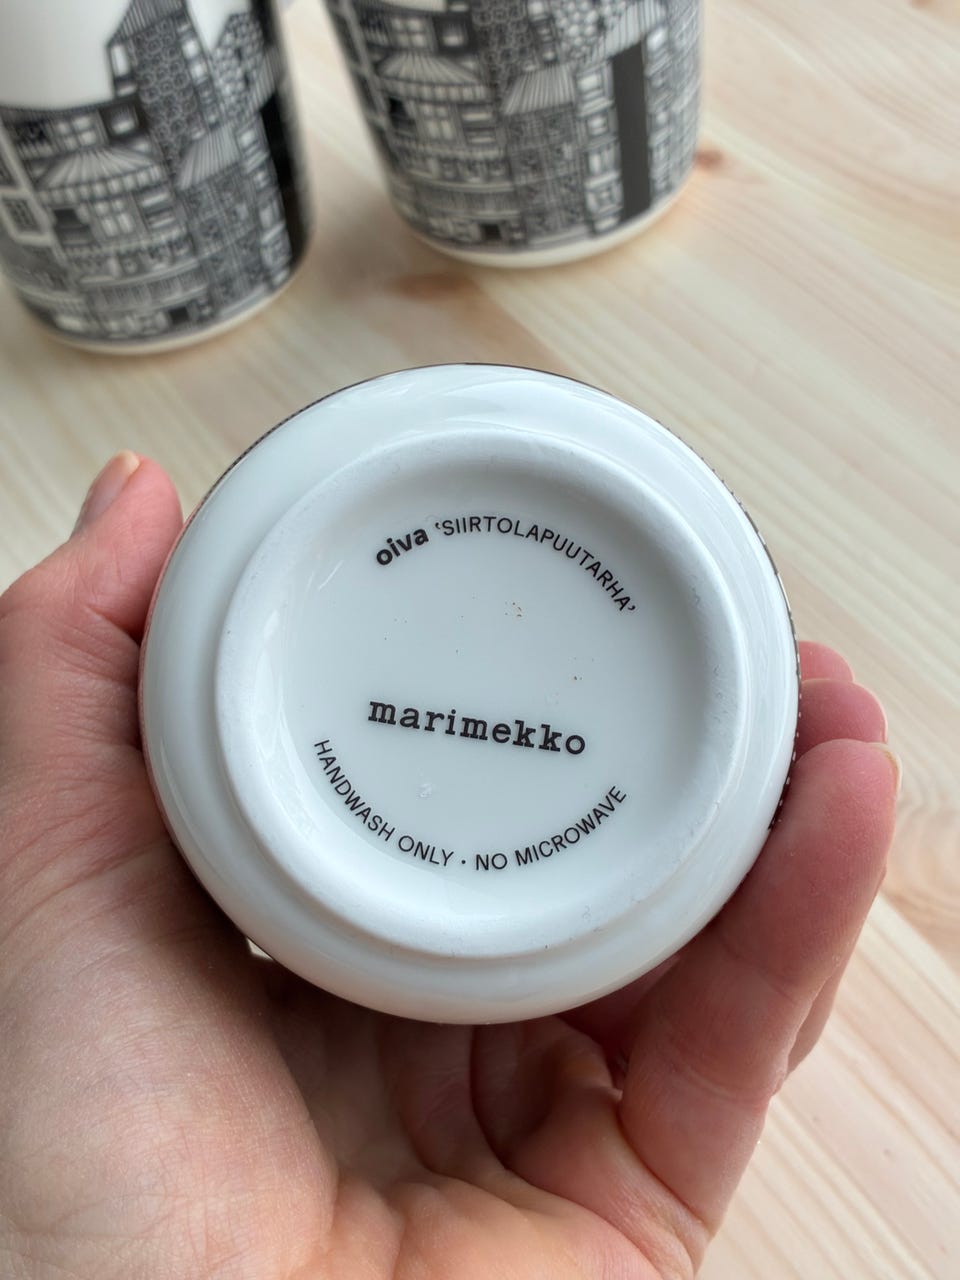 oiva ‘SIIRTOLAPUUTARHA’
marimekko
HANDWASH ONLY · NO MICROWAVE